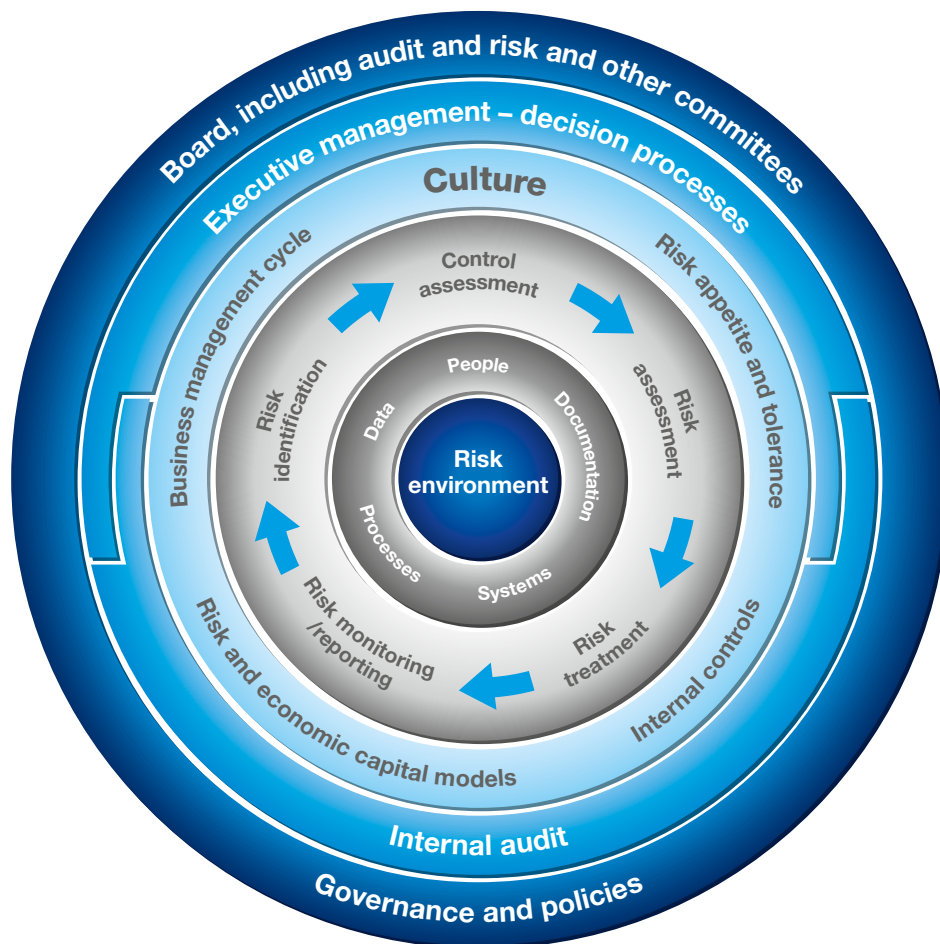 Board, including audit and risk and other committees
Executive management – decision processes
Culture
Business management cycle
Risk appetite and tolerance
Control
assessment
Risk
identification
Risk
assessment
People
Data
Documentation
Risk
environment
Processes
Systems
Risk monitoring
/reporting
Risk
treatment
Risk and economic capital models
Internal controls
Internal audit
Governance and policies